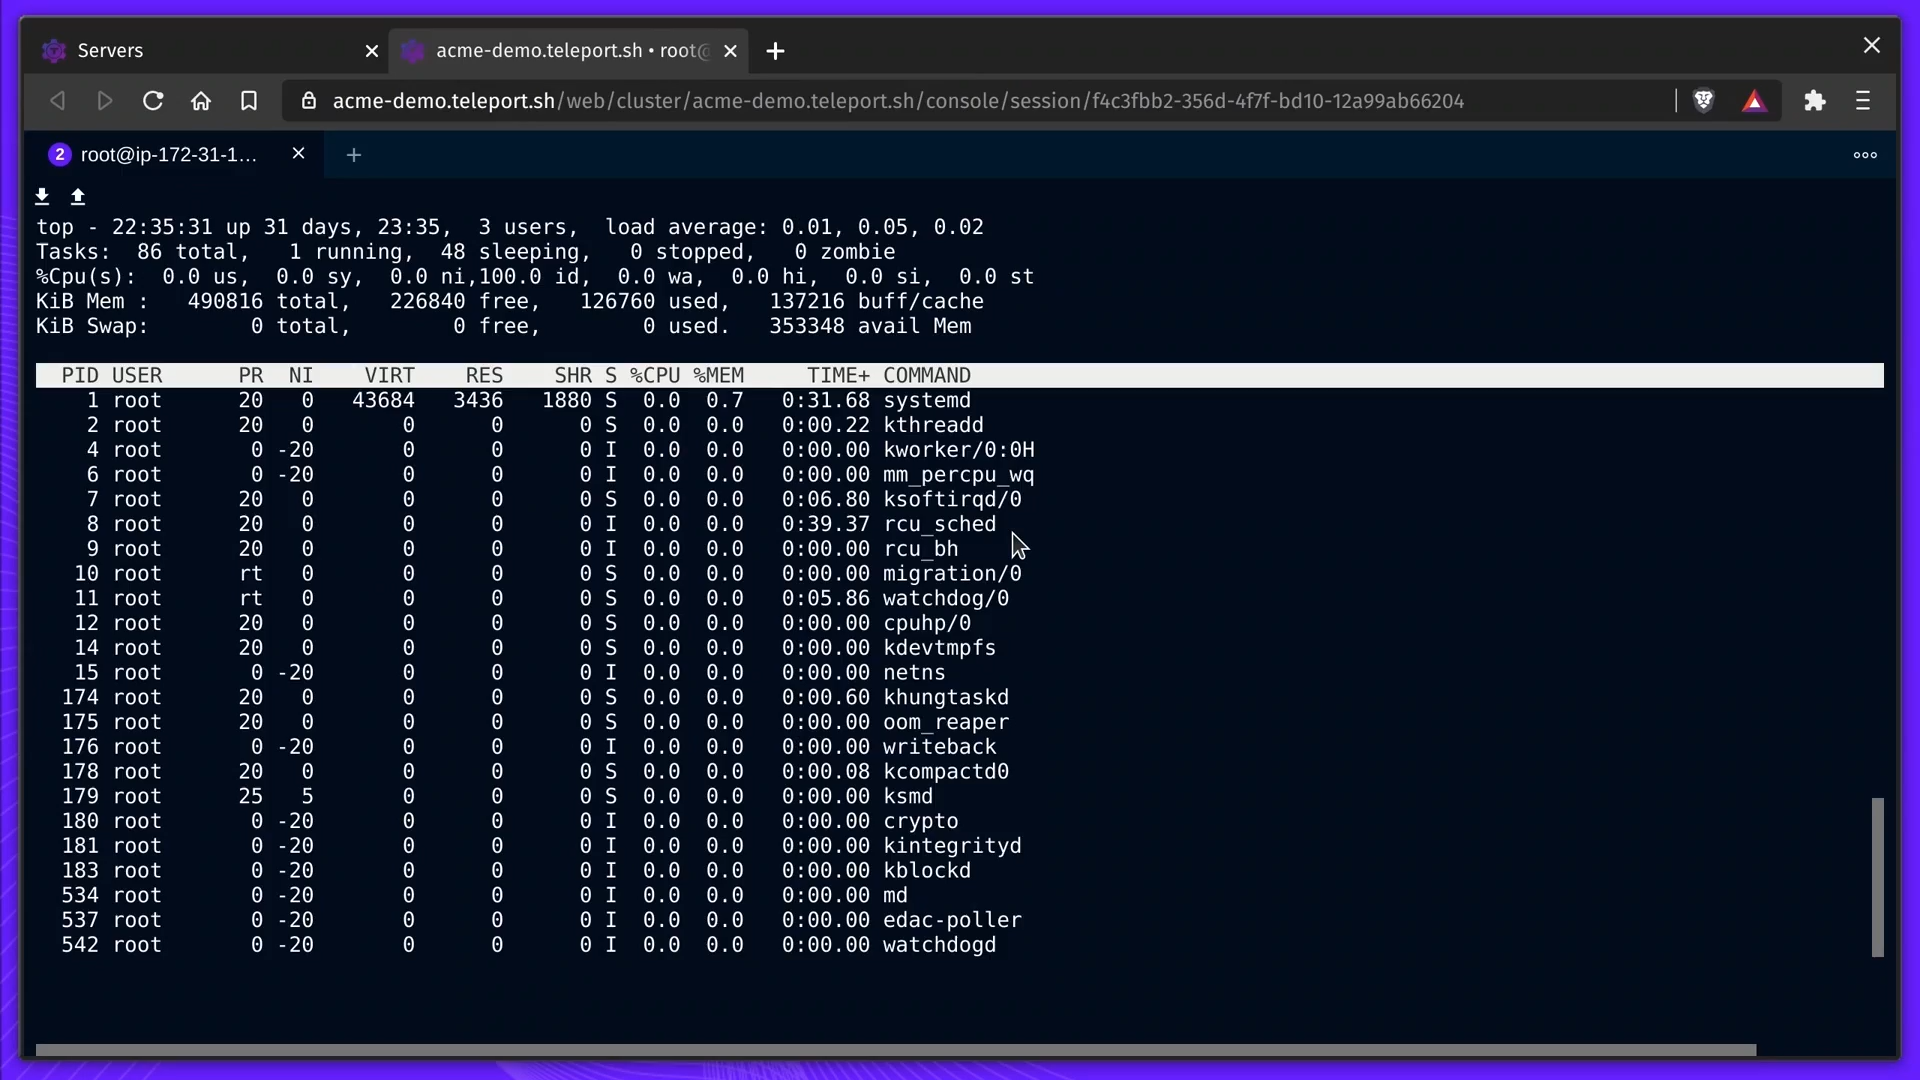 Servers
acme-demo.teleport.sh • root@
acme-demo.teleport.sh/web/cluster/acme-demo.teleport.sh/console/session/f4c3fbb2-356d-4f7f-bd10-12a99ab66204
2 root@ip-172-31-1...
top - 22:35:31 up 31 days, 23:35,  3 users,  load average: 0.01, 0.05, 0.02
Tasks:  86 total,   1 running,  48 sleeping,   0 stopped,   0 zombie
%Cpu(s):  0.0 us,  0.0 sy,  0.0 ni,100.0 id,  0.0 wa,  0.0 hi,  0.0 si,  0.0 st
KiB Mem :   490816 total,   226840 free,   126760 used,   137216 buff/cache
KiB Swap:        0 total,        0 free,        0 used.   353348 avail Mem
PID USER      PR  NI    VIRT    RES    SHR S %CPU %MEM     TIME+ COMMAND
1 root      20   0   43684   3436   1880 S  0.0  0.7   0:31.68 systemd
2 root      20   0       0      0      0 S  0.0  0.0   0:00.22 kthreadd
4 root       0 -20       0      0      0 I  0.0  0.0   0:00.00 kworker/0:0H
6 root       0 -20       0      0      0 I  0.0  0.0   0:00.00 mm_percpu_wq
7 root      20   0       0      0      0 S  0.0  0.0   0:06.80 ksoftirqd/0
8 root      20   0       0      0      0 I  0.0  0.0   0:39.37 rcu_sched
9 root      20   0       0      0      0 I  0.0  0.0   0:00.00 rcu_bh
10 root      rt   0       0      0      0 S  0.0  0.0   0:00.00 migration/0
11 root      rt   0       0      0      0 S  0.0  0.0   0:05.86 watchdog/0
12 root      20   0       0      0      0 S  0.0  0.0   0:00.00 cpuhp/0
14 root      20   0       0      0      0 S  0.0  0.0   0:00.00 kdevtmpfs
15 root       0 -20       0      0      0 I  0.0  0.0   0:00.00 netns
174 root      20   0       0      0      0 S  0.0  0.0   0:00.60 khungtaskd
175 root      20   0       0      0      0 S  0.0  0.0   0:00.00 oom_reaper
176 root       0 -20       0      0      0 I  0.0  0.0   0:00.00 writeback
178 root      20   0       0      0      0 S  0.0  0.0   0:00.08 kcompactd0
179 root      25   5       0      0      0 S  0.0  0.0   0:00.00 ksmd
180 root       0 -20       0      0      0 I  0.0  0.0   0:00.00 crypto
181 root       0 -20       0      0      0 I  0.0  0.0   0:00.00 kintegrityd
183 root       0 -20       0      0      0 I  0.0  0.0   0:00.00 kblockd
534 root       0 -20       0      0      0 I  0.0  0.0   0:00.00 md
537 root       0 -20       0      0      0 I  0.0  0.0   0:00.00 edac-poller
542 root       0 -20       0      0      0 I  0.0  0.0   0:00.00 watchdogd